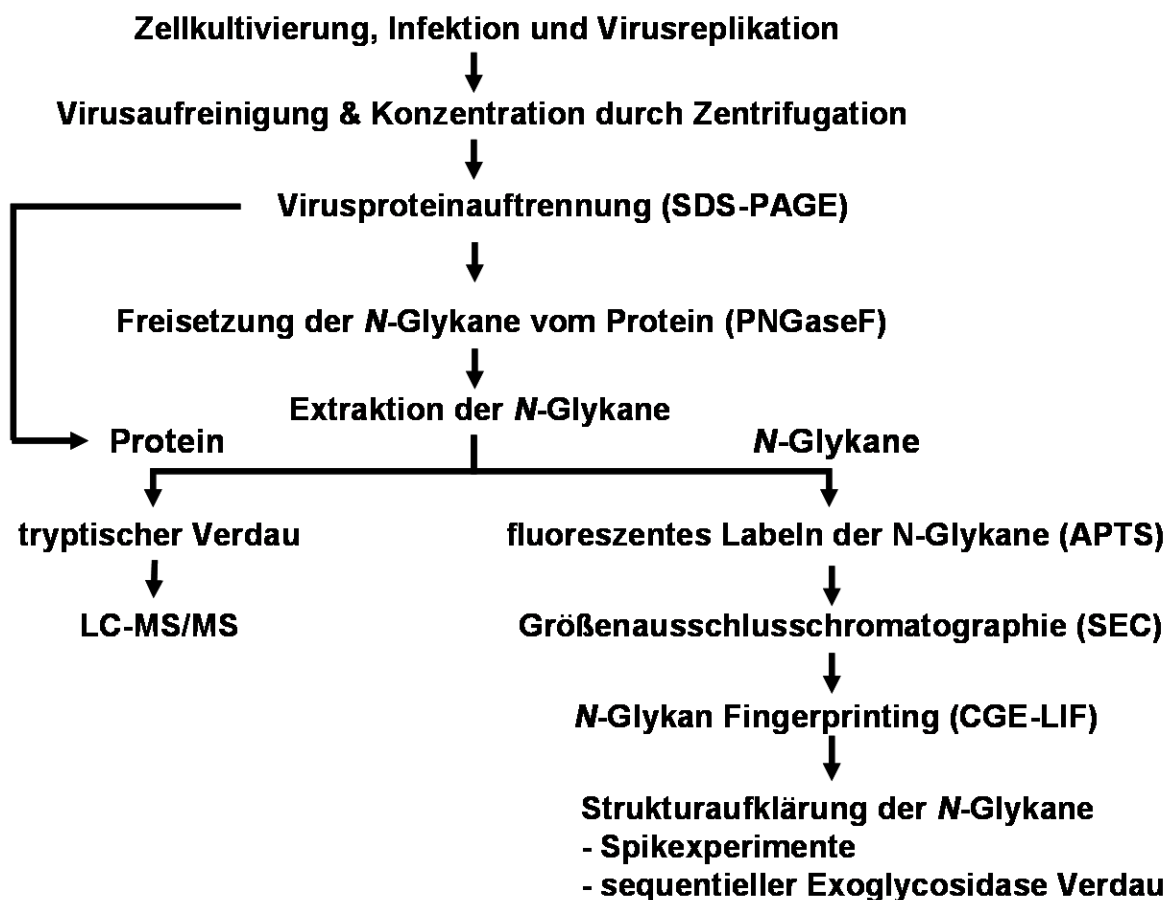 Zellkultivierung, Infektion und Virusreplikation
Virusaufreinigung & Konzentration durch Zentrifugation
Virusproteinauftrennung (SDS-PAGE)
Freisetzung der N-Glykane vom Protein (PNGaseF)
Extraktion der N-Glykane
Protein
N-Glykane
tryptischer Verdau
fluoreszentes Labeln der N-Glykane (APTS)
LC-MS/MS
Größenausschlusschromatographie (SEC)
N-Glykan Fingerprinting (CGE-LIF)
Strukturaufklärung der N-Glykane
- Spikexperimente
- sequentieller Exoglycosidase Verdau